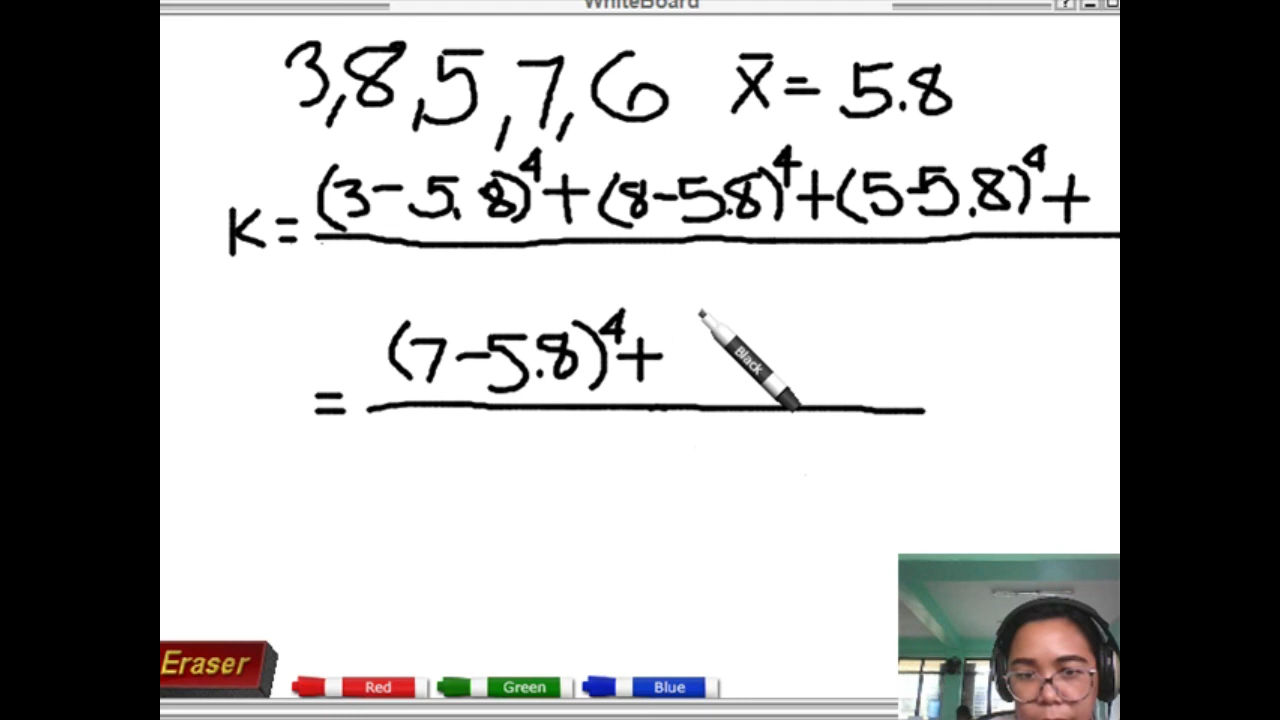 WhiteBoard
3, 8, 5, 7, 6 x̄ = 5.8
K = (3 - 5.8)⁴ + (8 - 5.8)⁴ + (5 - 5.8)⁴ +
= (7 - 5.8)⁴ +
Black
Eraser
Red Green Blue